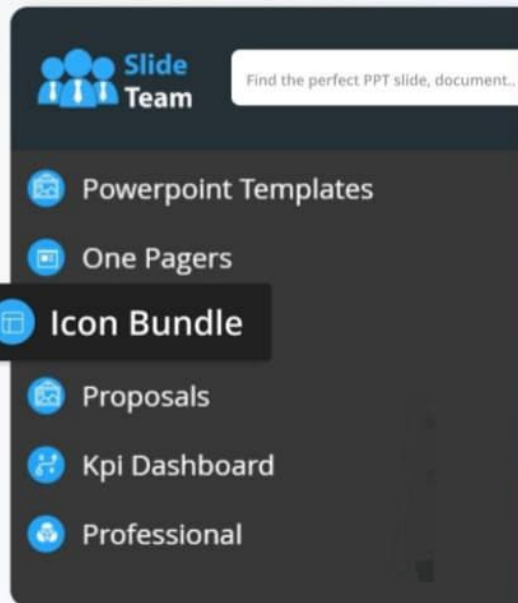 Slide
Team
Find the perfect PPT slide, document..
Powerpoint Templates
One Pagers
Icon Bundle
Proposals
Kpi Dashboard
Professional